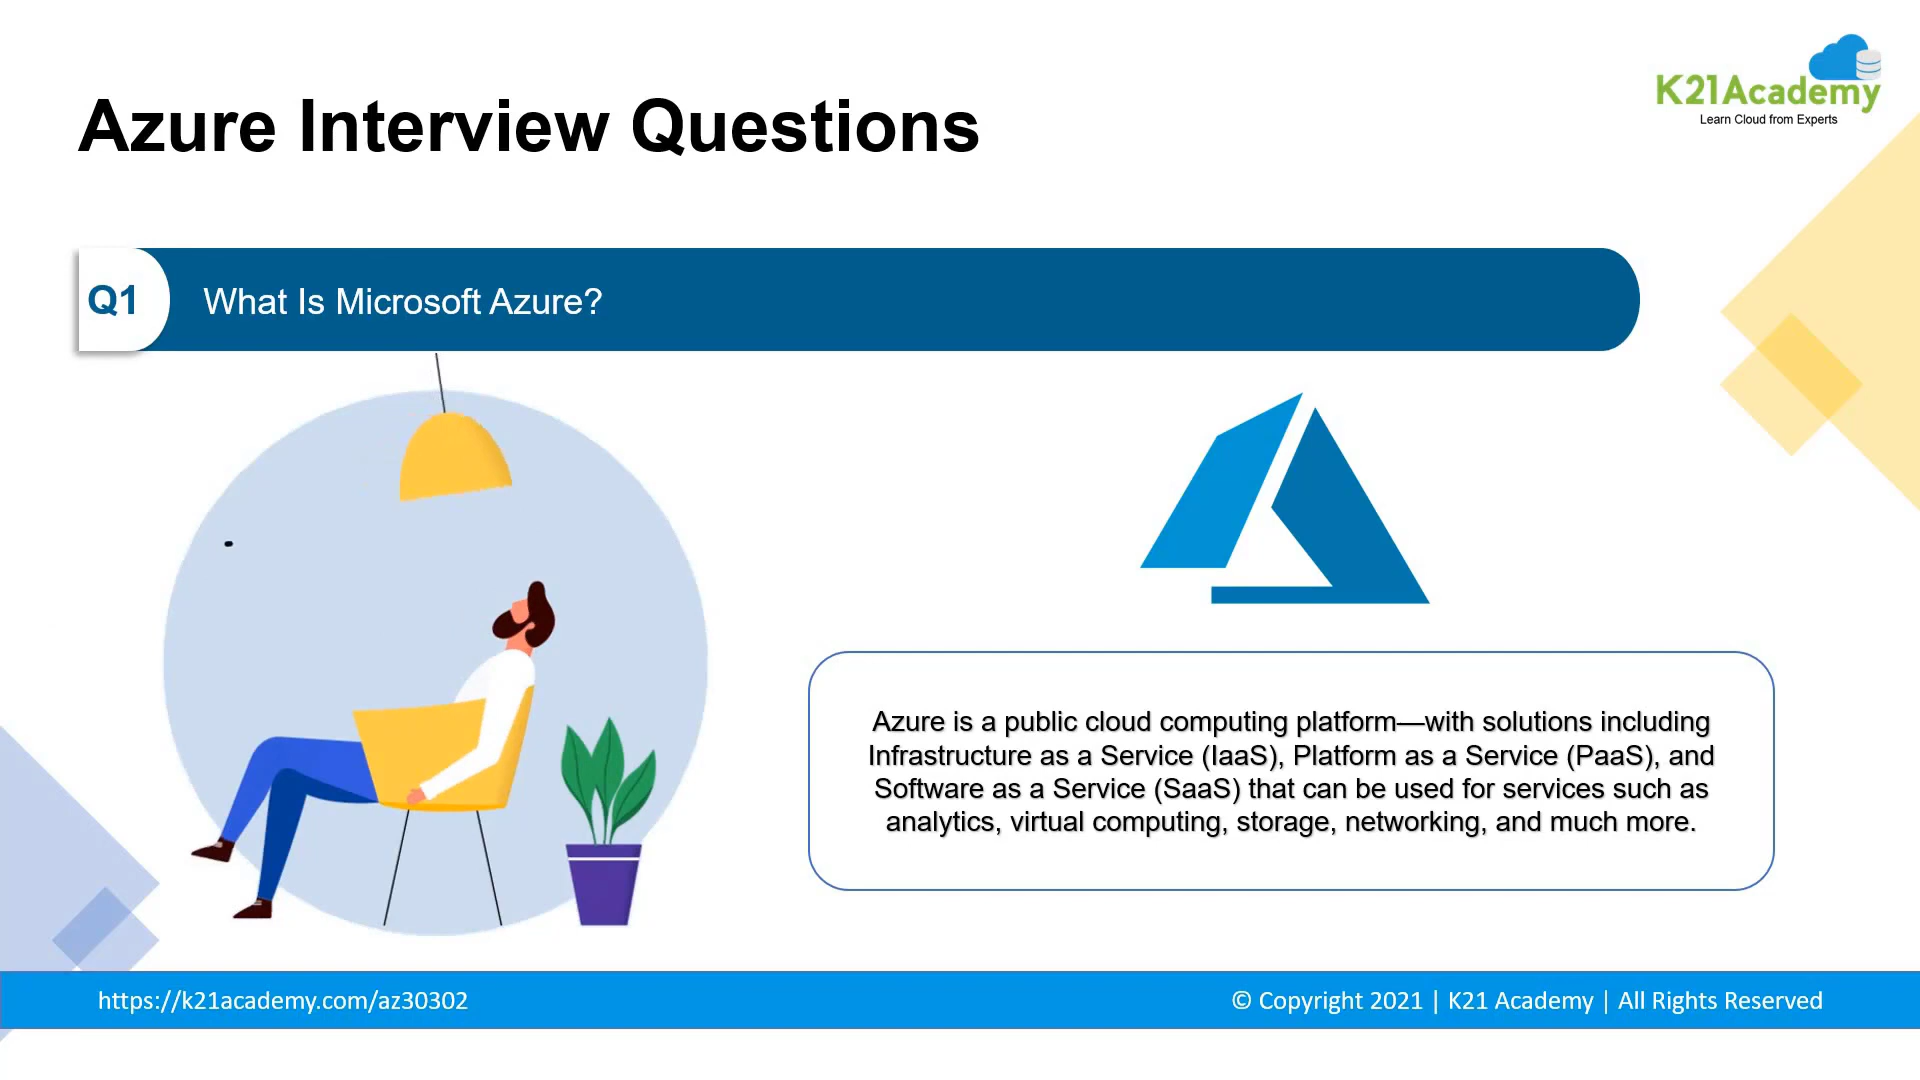 K21Academy
Learn Cloud from Experts
Azure Interview Questions
Q1
What Is Microsoft Azure?
Azure is a public cloud computing platform—with solutions including
Infrastructure as a Service (IaaS), Platform as a Service (PaaS), and
Software as a Service (SaaS) that can be used for services such as
analytics, virtual computing, storage, networking, and much more.
https://k21academy.com/az30302
© Copyright 2021 | K21 Academy | All Rights Reserved